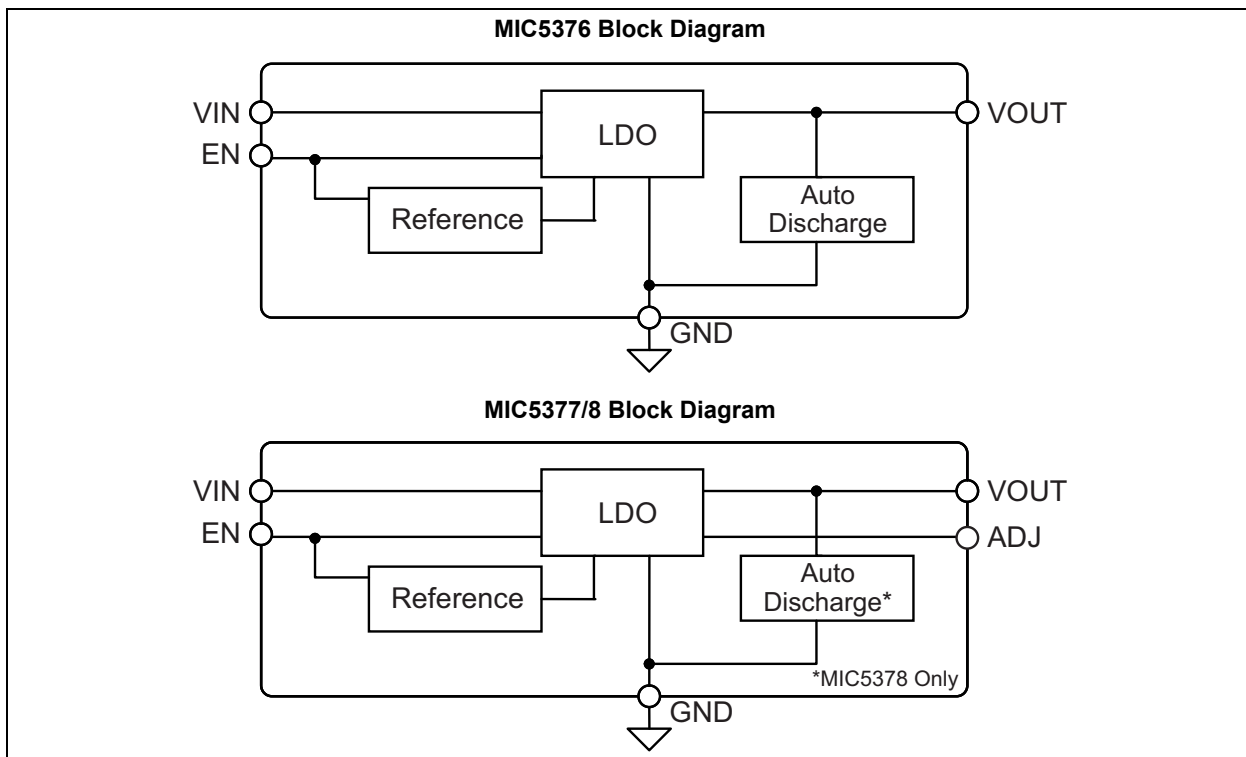 MIC5376 Block Diagram
VIN
LDO
VOUT
EN
Reference
Auto
Discharge
GND
MIC5377/8 Block Diagram
VIN
LDO
VOUT
EN
ADJ
Reference
Auto
Discharge*
*MIC5378 Only
GND